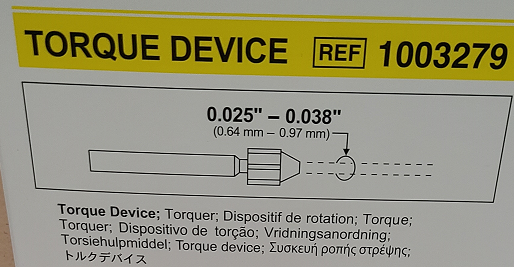 TORQUE DEVICE REF 1003279
0.025" – 0.038"
(0.64 mm – 0.97 mm)
Torque Device; Torquer; Dispositif de rotation; Torque;
Torquer; Dispositivo de torção; Vridningsanordning;
Torsiehulpmiddel; Torque device; Συσκευή ροπής στρέψης;
トルクデバイス